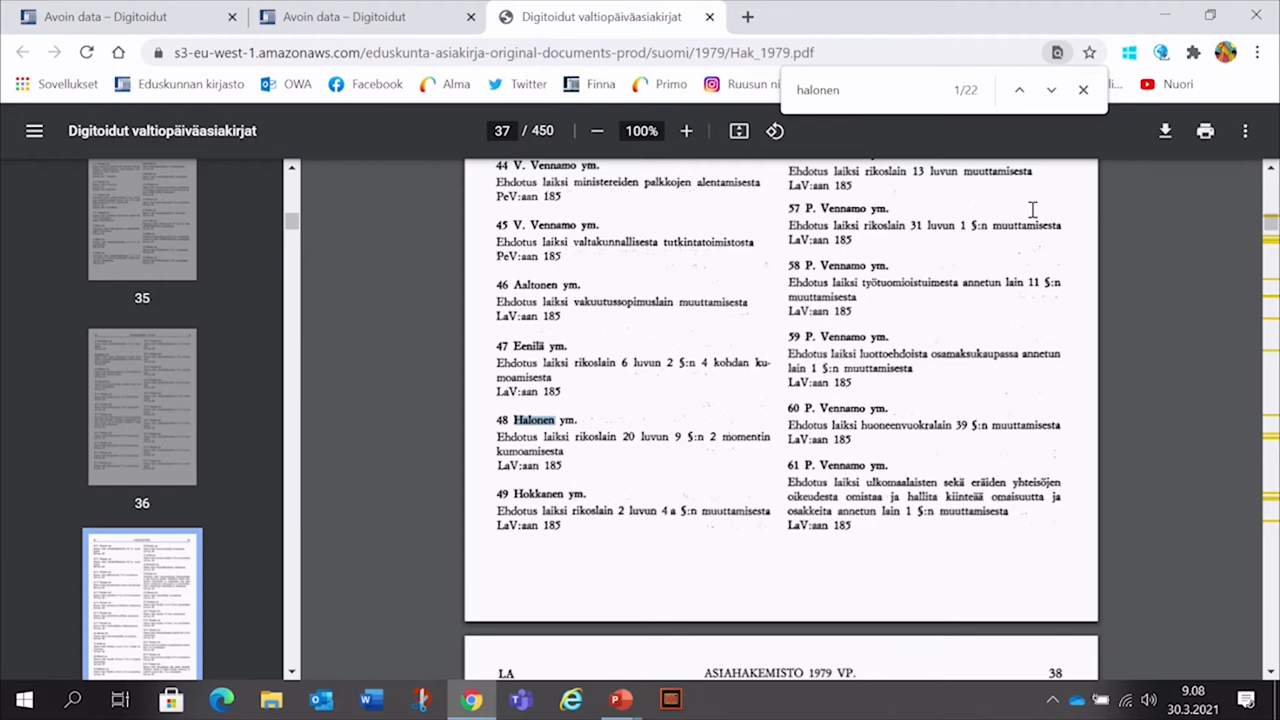 Avoin data – Digitoidut
Avoin data – Digitoidut
Digitoidut valtiopäiväasiakirjat
s3-eu-west-1.amazonaws.com/eduskunta-asiakirja-original-documents-prod/suomi/1979/Hak_1979.pdf
Sovellukset
Eduskunnan kirjasto
OWA
Facebook
Alma
Twitter
Finna
Primo
Ruusun ni
Nuori
halonen
1/22
Digitoidut valtiopäiväasiakirjat
37 / 450
100%
35
36
44 V. Vennamo ym.
Ehdotus laiksi ministereiden palkkojen alentamisesta
PeV:aan 185
45 V. Vennamo ym.
Ehdotus laiksi valtakunnallisesta tutkintatoimistosta
PeV:aan 185
46 Aaltonen ym.
Ehdotus laiksi vakuutussopimuslain muuttamisesta
LaV:aan 185
47 Eenilä ym.
Ehdotus laiksi rikoslain 6 luvun 2 §:n 4 kohdan ku-
moamisesta
LaV:aan 185
48 Halonen ym.
Ehdotus laiksi rikoslain 20 luvun 9 §:n 2 momentin
kumoamisesta
LaV:aan 185
49 Hokkanen ym.
Ehdotus laiksi rikoslain 2 luvun 4 a §:n muuttamisesta
LaV:aan 185
Ehdotus laiksi rikoslain 13 luvun muuttamisesta
LaV:aan 185
57 P. Vennamo ym.
Ehdotus laiksi rikoslain 31 luvun 1 §:n muuttamisesta
LaV:aan 185
58 P. Vennamo ym.
Ehdotus laiksi työtuomioistuimesta annetun lain 11 §:n
muuttamisesta
LaV:aan 185
59 P. Vennamo ym.
Ehdotus laiksi luottoehdoista osamaksukaupassa annetun
lain 1 §:n muuttamisesta
LaV:aan 185
60 P. Vennamo ym.
Ehdotus laiksi huoneenvuokralain 39 §:n muuttamisesta
LaV:aan 185
61 P. Vennamo ym.
Ehdotus laiksi ulkomaalaisten sekä eräiden yhteisöjen
oikeudesta omistaa ja hallita kiinteää omaisuutta ja
osakkeita annetun lain 1 §:n muuttamisesta
LaV:aan 185
LA
ASIAHAKEMISTO 1979 VP.
38
9.08
30.3.2021